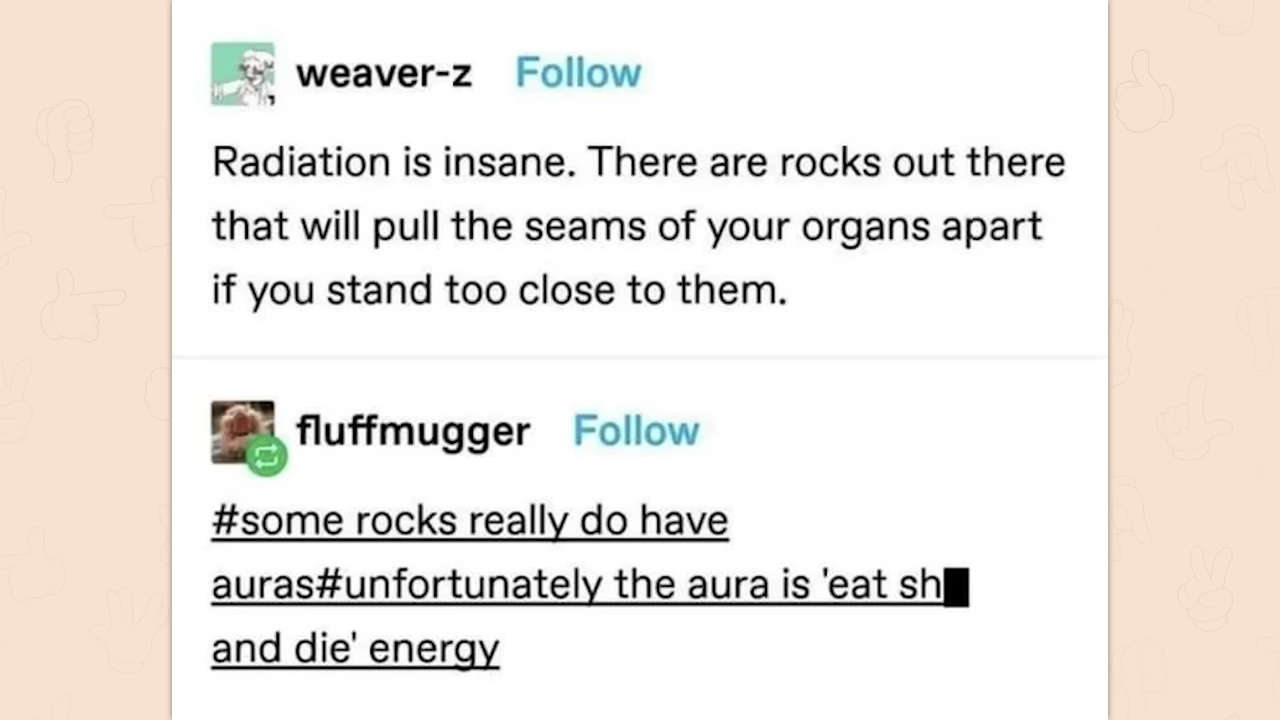 weaver-z Follow
Radiation is insane. There are rocks out there
that will pull the seams of your organs apart
if you stand too close to them.
fluffmugger Follow
#some rocks really do have
auras#unfortunately the aura is 'eat sh█
and die' energy